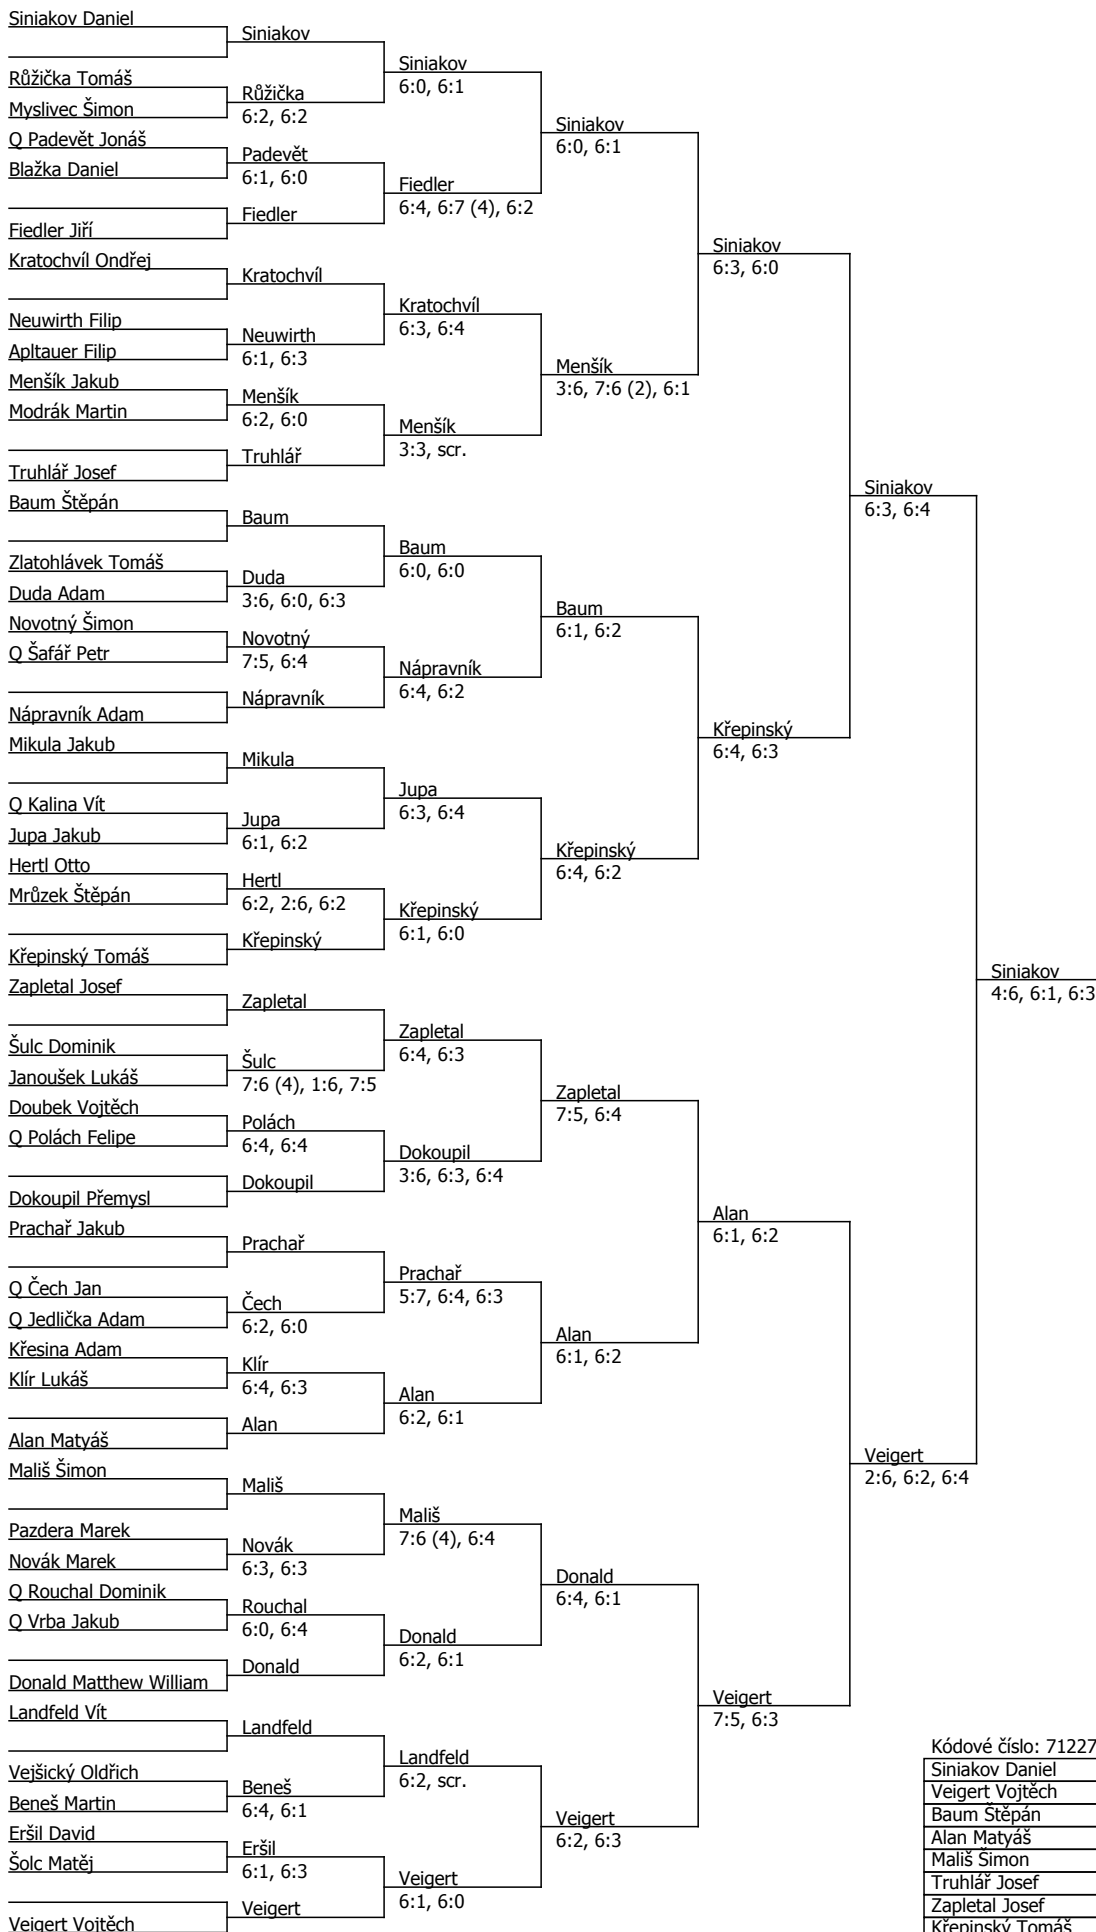 Siniakov Daniel
Růžička Tomáš
Myslivec Šimon
Q Padevět Jonáš
Blažka Daniel
Fiedler Jiří
Kratochvíl Ondřej
Neuwirth Filip
Apltauer Filip
Menšík Jakub
Modrák Martin
Truhlář Josef
Baum Štěpán
Zlatohlávek Tomáš
Duda Adam
Novotný Šimon
Q Šafář Petr
Nápravník Adam
Mikula Jakub
Q Kalina Vít
Jupa Jakub
Hertl Otto
Mrůzek Štěpán
Křepinský Tomáš
Zapletal Josef
Šulc Dominik
Janoušek Lukáš
Doubek Vojtěch
Q Polách Felipe
Dokoupil Přemysl
Prachař Jakub
Q Čech Jan
Q Jedlička Adam
Křesina Adam
Klír Lukáš
Alan Matyáš
Mališ Šimon
Pazdera Marek
Novák Marek
Q Rouchal Dominik
Q Vrba Jakub
Donald Matthew William
Landfeld Vít
Vejšický Oldřich
Beneš Martin
Eršil David
Šolc Matěj
Veigert Vojtěch
Siniakov
Růžička
6:2, 6:2
Padevět
6:1, 6:0
Fiedler
Kratochvíl
Neuwirth
6:1, 6:3
Menšík
6:2, 6:0
Truhlář
Baum
Duda
3:6, 6:0, 6:3
Novotný
7:5, 6:4
Nápravník
Mikula
Jupa
6:1, 6:2
Hertl
6:2, 2:6, 6:2
Křepinský
Zapletal
Šulc
7:6 (4), 1:6, 7:5
Polách
6:4, 6:4
Dokoupil
Prachař
Čech
6:2, 6:0
Klír
6:4, 6:3
Alan
Mališ
Novák
6:3, 6:3
Rouchal
6:0, 6:4
Donald
Landfeld
Beneš
6:4, 6:1
Eršil
6:1, 6:3
Veigert
Siniakov
6:0, 6:1
Fiedler
6:4, 6:7 (4), 6:2
Kratochvíl
6:3, 6:4
Menšík
3:3, scr.
Baum
6:0, 6:0
Nápravník
6:4, 6:2
Jupa
6:3, 6:4
Křepinský
6:1, 6:0
Zapletal
6:4, 6:3
Dokoupil
3:6, 6:3, 6:4
Prachař
5:7, 6:4, 6:3
Alan
6:2, 6:1
Mališ
7:6 (4), 6:4
Donald
6:2, 6:1
Landfeld
6:2, scr.
Veigert
6:1, 6:0
Siniakov
6:0, 6:1
Menšík
3:6, 7:6 (2), 6:1
Baum
6:1, 6:2
Křepinský
6:4, 6:2
Zapletal
7:5, 6:4
Alan
6:1, 6:2
Donald
6:4, 6:1
Veigert
6:2, 6:3
Siniakov
6:3, 6:0
Křepinský
6:4, 6:3
Alan
6:1, 6:2
Veigert
7:5, 6:3
Siniakov
6:3, 6:4
Veigert
2:6, 6:2, 6:4
Siniakov
4:6, 6:1, 6:3
Kódové číslo: 71227
Siniakov Daniel
Veigert Vojtěch
Baum Štěpán
Alan Matyáš
Mališ Šimon
Truhlář Josef
Zapletal Josef
Křepinský Tomáš